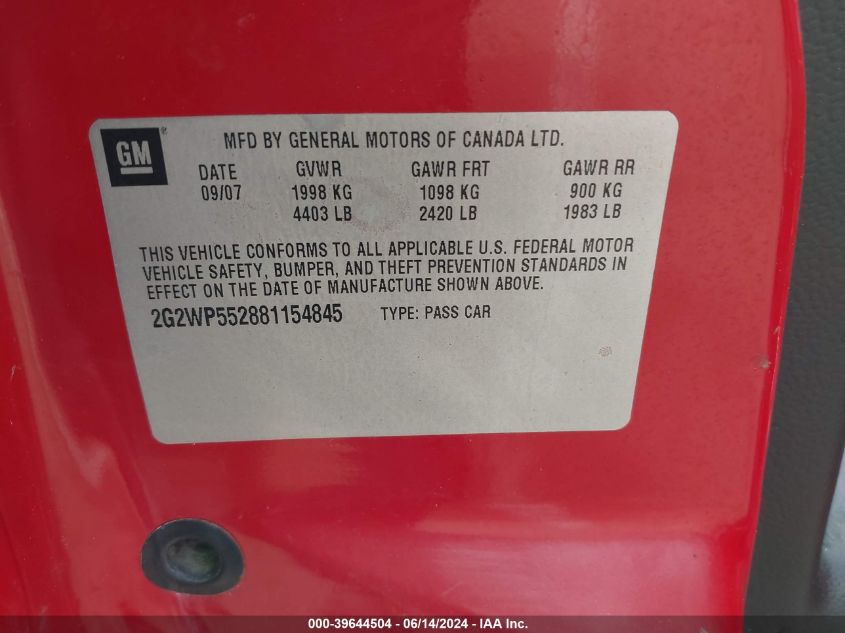 GM ®
MFD BY GENERAL MOTORS OF CANADA LTD.
DATE GVWR GAWR FRT GAWR RR
09/07 1998 KG 1098 KG 900 KG
4403 LB 2420 LB 1983 LB
THIS VEHICLE CONFORMS TO ALL APPLICABLE U.S. FEDERAL MOTOR
VEHICLE SAFETY, BUMPER, AND THEFT PREVENTION STANDARDS IN
EFFECT ON THE DATE OF MANUFACTURE SHOWN ABOVE.
2G2WP552881154845 TYPE: PASS CAR
000-39644504 - 06/14/2024 - IAA Inc.